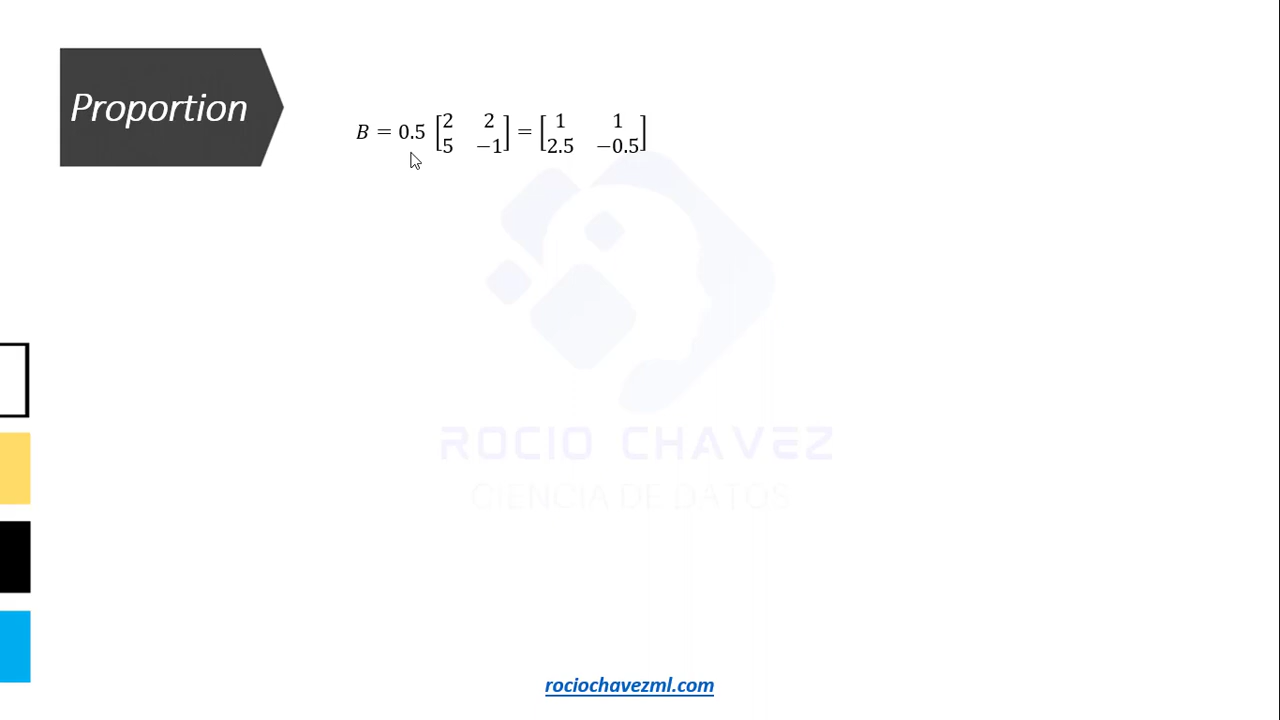 Proportion
B = 0.5 [2 2
5 −1] = [1 1
2.5 −0.5]
ROCIO CHAVEZ
CIENCIA DE DATOS
rociochavezml.com